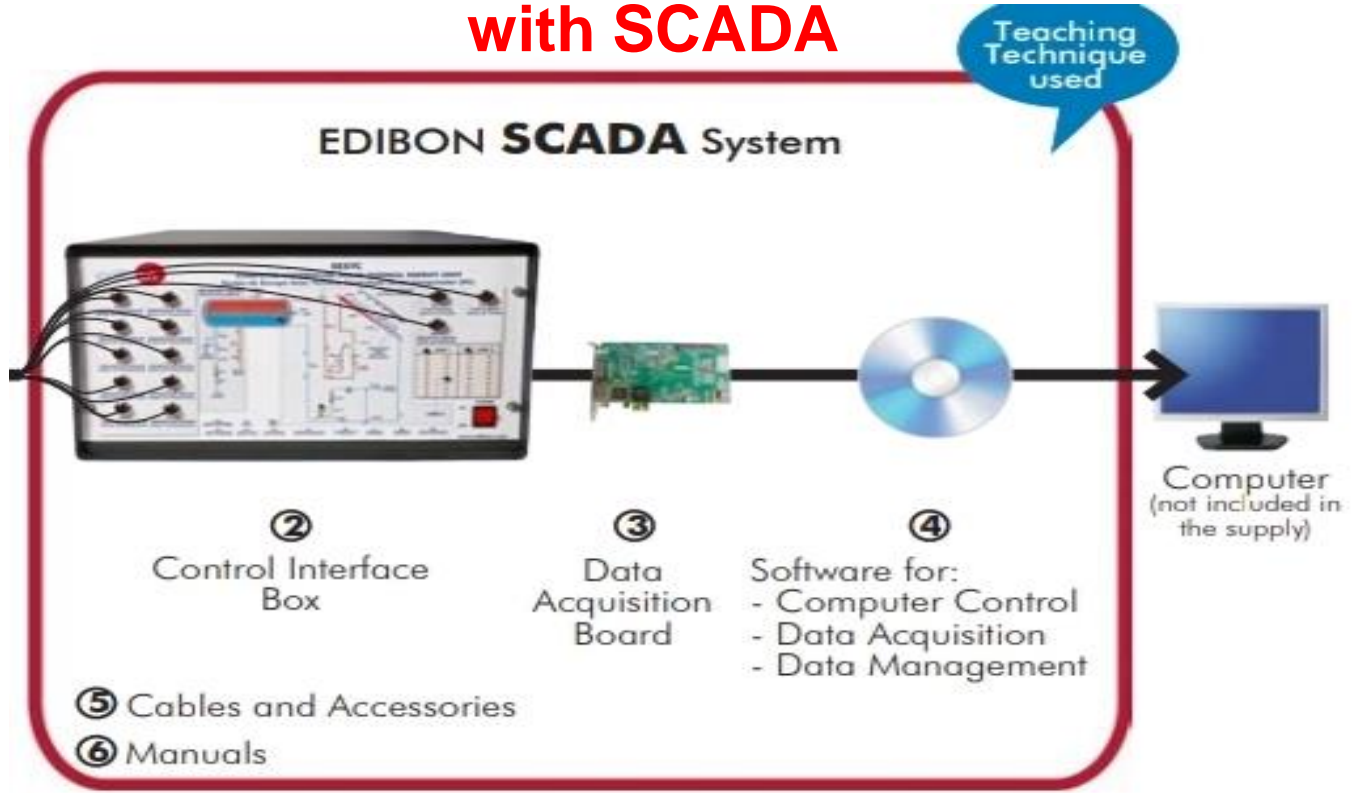 with SCADA
Teaching
Technique
used
EDIBON SCADA System
②
Control Interface
Box
③
Data
Acquisition
Board
④
Software for:
- Computer Control
- Data Acquisition
- Data Management
Computer
(not included in
the supply)
⑤ Cables and Accessories
⑥ Manuals